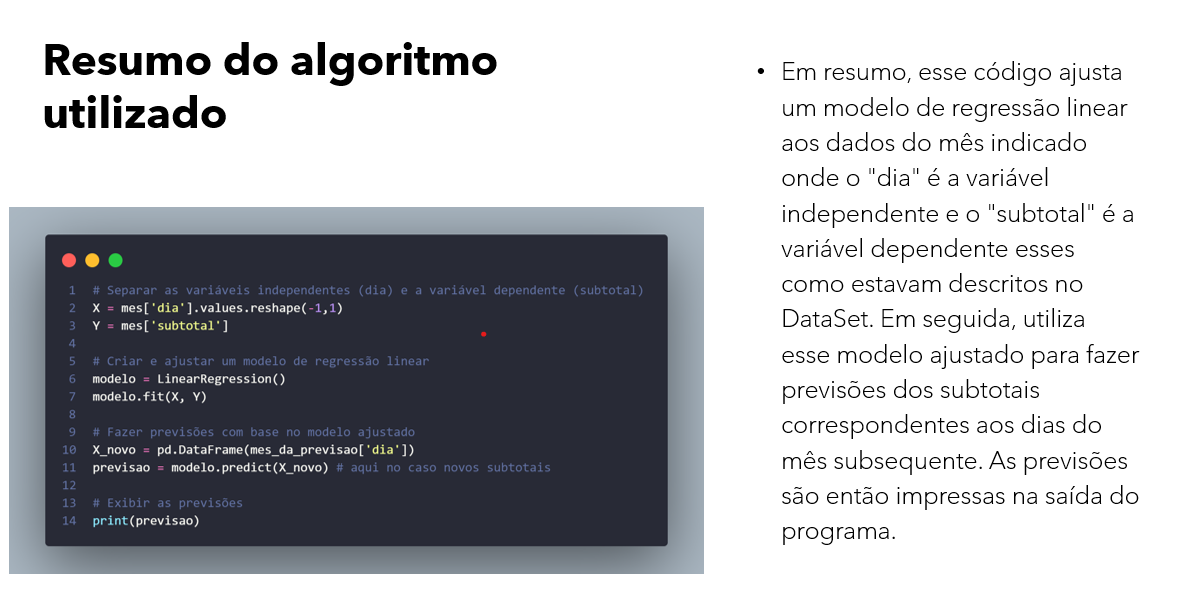 Resumo do algoritmo
utilizado
1 # Separar as variáveis independentes (dia) e a variável dependente (subtotal)
2 X = mes['dia'].values.reshape(-1,1)
3 Y = mes['subtotal']
4
5 # Criar e ajustar um modelo de regressão linear
6 modelo = LinearRegression()
7 modelo.fit(X, Y)
8
9 # Fazer previsões com base no modelo ajustado
10 X_novo = pd.DataFrame(mes_da_previsao['dia'])
11 previsao = modelo.predict(X_novo) # aqui no caso novos subtotais
12
13 # Exibir as previsões
14 print(previsao)
• Em resumo, esse código ajusta
um modelo de regressão linear
aos dados do mês indicado
onde o "dia" é a variável
independente e o "subtotal" é a
variável dependente esses
como estavam descritos no
DataSet. Em seguida, utiliza
esse modelo ajustado para fazer
previsões dos subtotais
correspondentes aos dias do
mês subsequente. As previsões
são então impressas na saída do
programa.